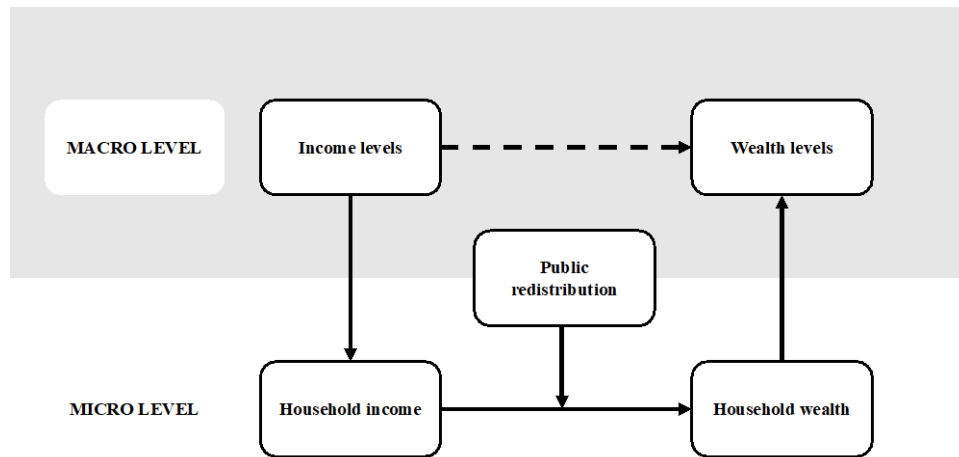 MACRO LEVEL
Income levels
Wealth levels
Public
redistribution
MICRO LEVEL
Household income
Household wealth